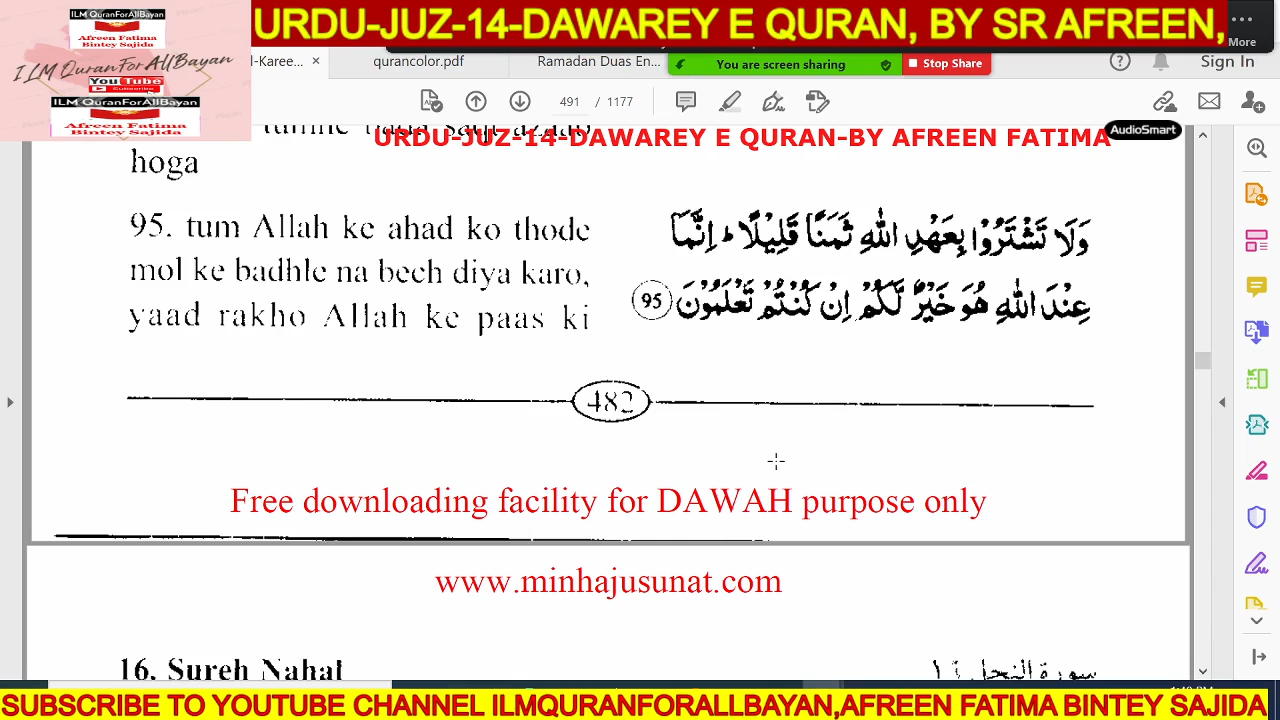 ILM QuranForAllBayan
Afreen Fatima
Bintey Sajida
ILM QuranForAllBayan
YouTube
Subscribe
ILM QuranForAllBayan
Afreen Fatima
Bintey Sajida
URDU-JUZ-14-DAWAREY E QURAN, BY SR AFREEN,
More
l-Karee... ×
qurancolor.pdf
Ramadan Duas En...
You are screen sharing
Stop Share
Sign In
491 / 1177
AudioSmart
URDU-JUZ-14-DAWAREY E QURAN-BY AFREEN FATIMA
hoga
95. tum Allah ke ahad ko thode
mol ke badhle na bech diya karo,
yaad rakho Allah ke paas ki
وَلَا تَشْتَرُوْا بِعَهْدِ اللّٰهِ ثَمَنًا قَلِيْلًا ؕ اِنَّمَا
عِنْدَ اللّٰهِ هُوَ خَيْرٌ لَّكُمْ اِنْ كُنْتُمْ تَعْلَمُوْنَ 95
482
Free downloading facility for DAWAH purpose only
www.minhajusunat.com
16. Sureh Nahal
سورة النحل ١٦
SUBSCRIBE TO YOUTUBE CHANNEL ILMQURANFORALLBAYAN,AFREEN FATIMA BINTEY SAJIDA